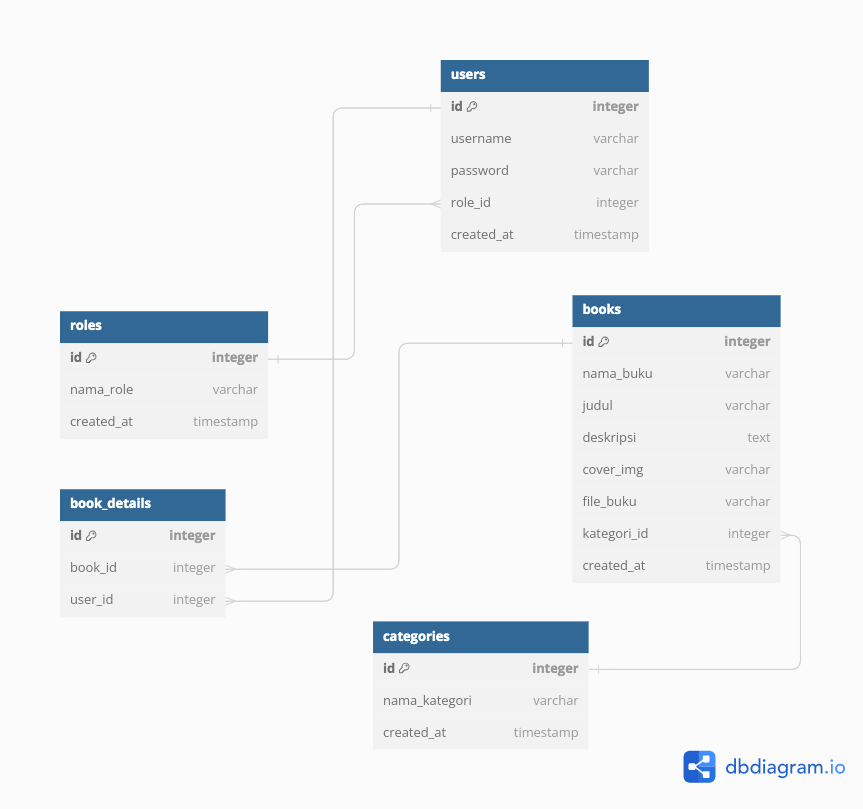 users
id integer
username varchar
password varchar
role_id integer
created_at timestamp
roles
id integer
nama_role varchar
created_at timestamp
books
id integer
nama_buku varchar
judul varchar
deskripsi text
cover_img varchar
file_buku varchar
kategori_id integer
created_at timestamp
book_details
id integer
book_id integer
user_id integer
categories
id integer
nama_kategori varchar
created_at timestamp
dbdiagram.io